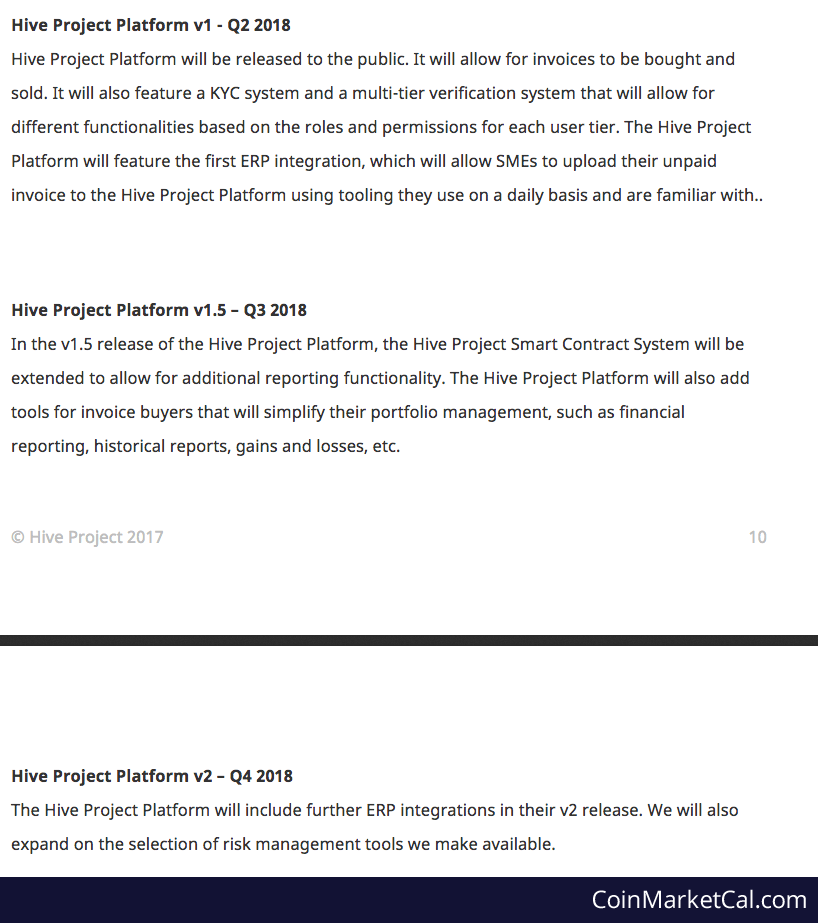 Hive Project Platform v1 - Q2 2018
Hive Project Platform will be released to the public. It will allow for invoices to be bought and
sold. It will also feature a KYC system and a multi-tier verification system that will allow for
different functionalities based on the roles and permissions for each user tier. The Hive Project
Platform will feature the first ERP integration, which will allow SMEs to upload their unpaid
invoice to the Hive Project Platform using tooling they use on a daily basis and are familiar with..
Hive Project Platform v1.5 – Q3 2018
In the v1.5 release of the Hive Project Platform, the Hive Project Smart Contract System will be
extended to allow for additional reporting functionality. The Hive Project Platform will also add
tools for invoice buyers that will simplify their portfolio management, such as financial
reporting, historical reports, gains and losses, etc.
© Hive Project 2017 10
Hive Project Platform v2 – Q4 2018
The Hive Project Platform will include further ERP integrations in their v2 release. We will also
expand on the selection of risk management tools we make available.
CoinMarketCal.com